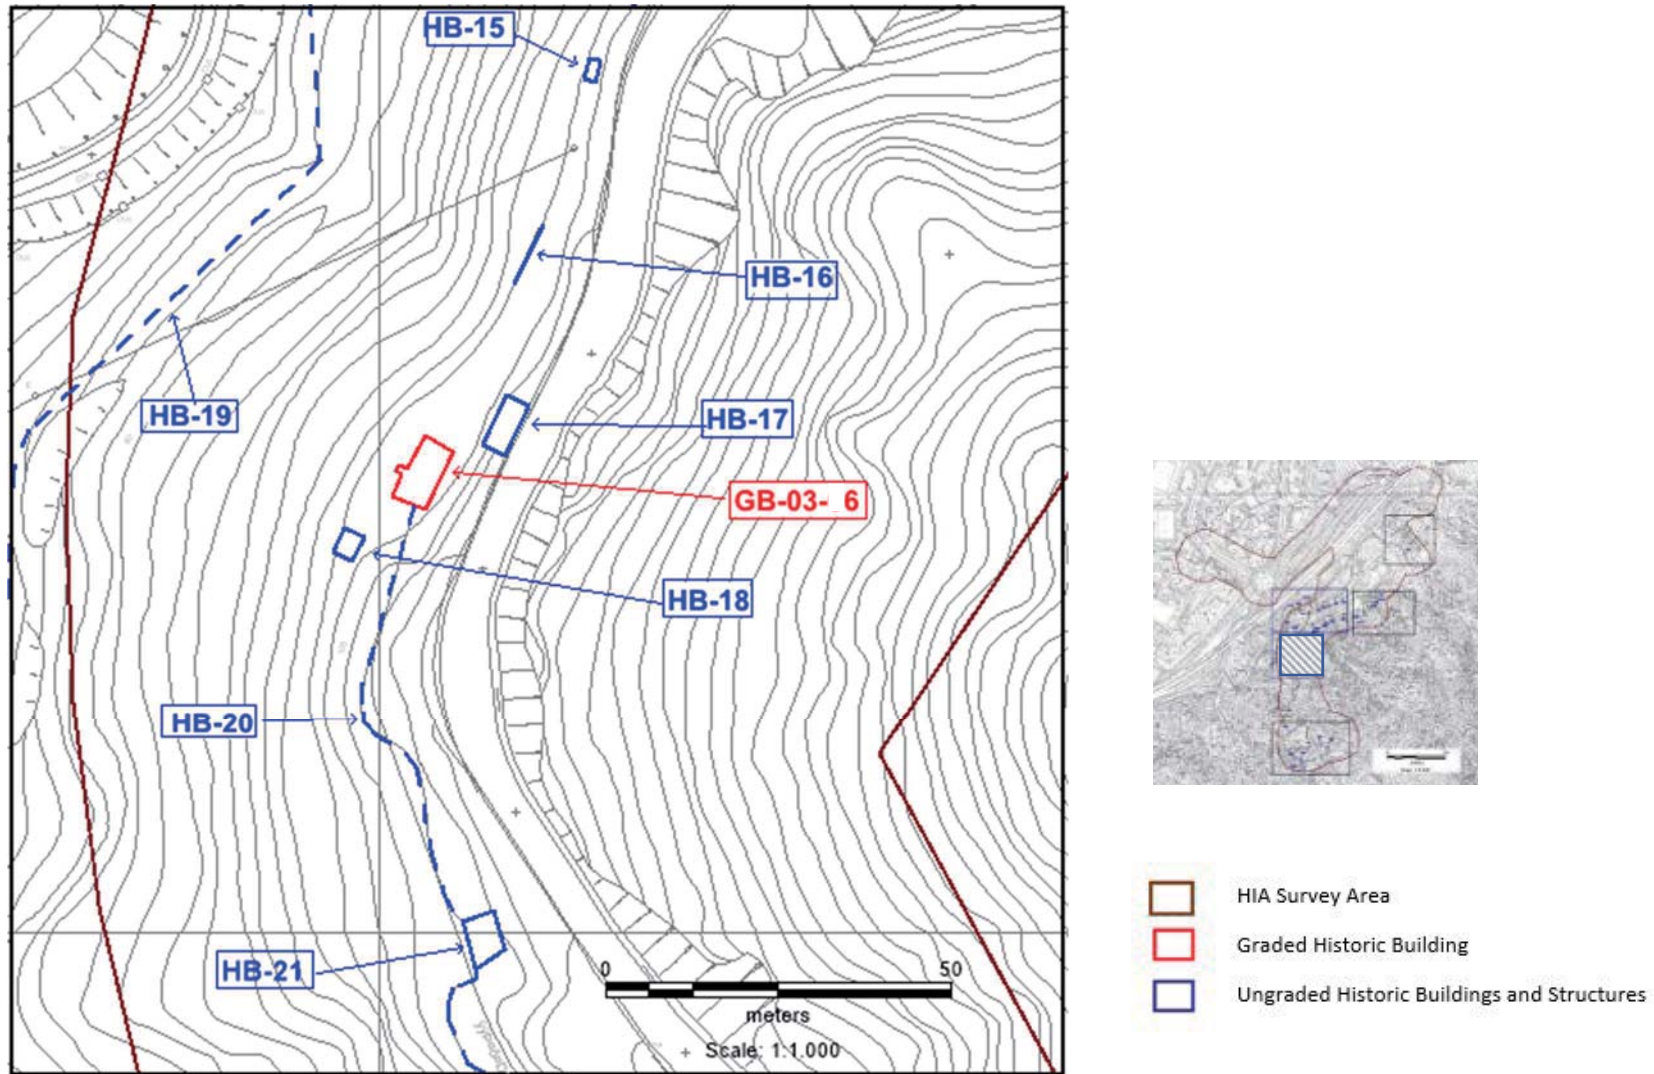 HB-15
HB-16
HB-19
HB-17
GB-03- 6
HB-18
HB-20
HB-21
0 50
meters
Scale: 1:1.000
HIA Survey Area
Graded Historic Building
Ungraded Historic Buildings and Structures